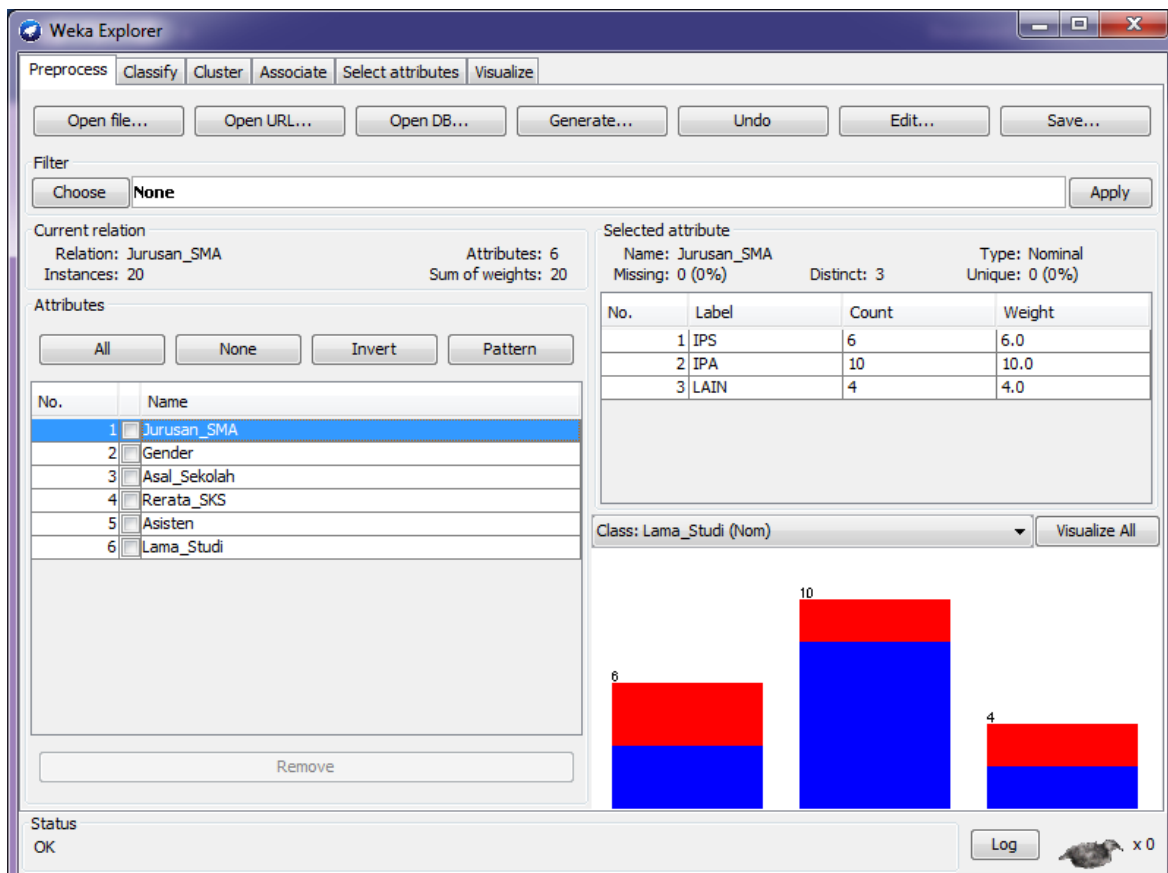 Weka Explorer
Preprocess Classify Cluster Associate Select attributes Visualize
Open file... Open URL... Open DB... Generate... Undo Edit... Save...
Filter
Choose None Apply
Current relation
Relation: Jurusan_SMA Attributes: 6
Instances: 20 Sum of weights: 20
Attributes
All None Invert Pattern
No. Name
1 Jurusan_SMA
2 Gender
3 Asal_Sekolah
4 Rerata_SKS
5 Asisten
6 Lama_Studi
Remove
Selected attribute
Name: Jurusan_SMA Type: Nominal
Missing: 0 (0%) Distinct: 3 Unique: 0 (0%)
No. Label Count Weight
1 IPS 6 6.0
2 IPA 10 10.0
3 LAIN 4 4.0
Class: Lama_Studi (Nom) Visualize All
6 10 4
Status
OK Log x 0